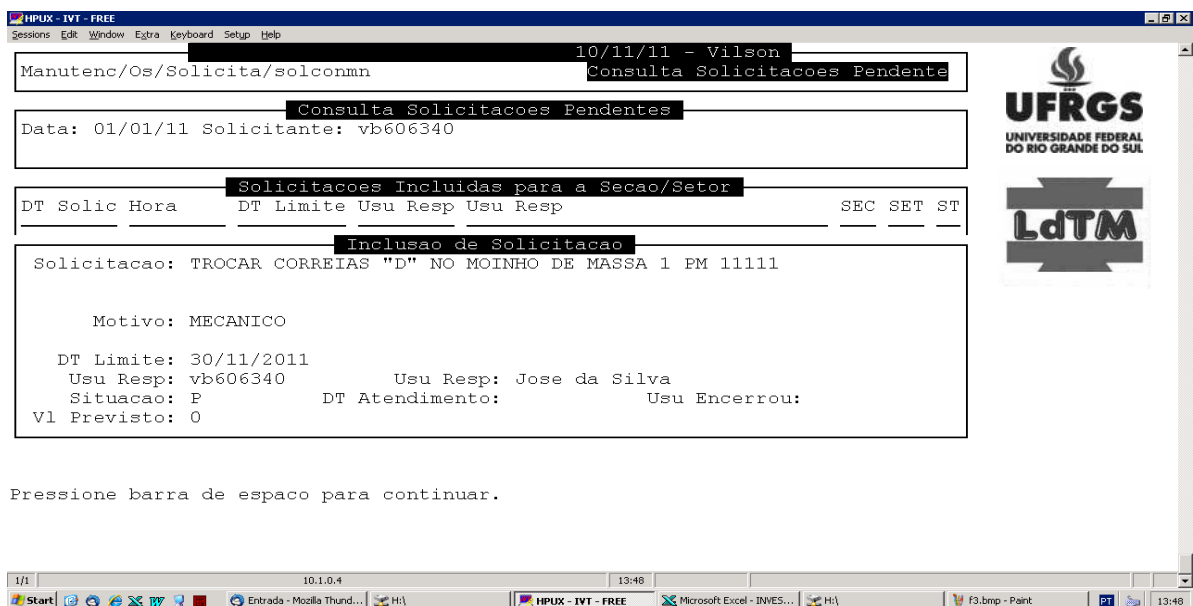 HPUX - IVT - FREE
Sessions Edit Window Extra Keyboard Setup Help
10/11/11 - Vilson
Manutenc/Os/Solicita/solconmn Consulta Solicitacoes Pendente
Consulta Solicitacoes Pendentes
Data: 01/01/11 Solicitante: vb606340
Solicitacoes Incluidas para a Secao/Setor
DT Solic Hora DT Limite Usu Resp Usu Resp SEC SET ST
Inclusao de Solicitacao
Solicitacao: TROCAR CORREIAS "D" NO MOINHO DE MASSA 1 PM 11111
Motivo: MECANICO
DT Limite: 30/11/2011
Usu Resp: vb606340 Usu Resp: Jose da Silva
Situacao: P DT Atendimento: Usu Encerrou:
Vl Previsto: 0
Pressione barra de espaco para continuar.
UFRGS
UNIVERSIDADE FEDERAL
DO RIO GRANDE DO SUL
LdTM
1/1 10.1.0.4 13:48
Start Entrada - Mozilla Thund... H:\ HPUX - IVT - FREE Microsoft Excel - INVES... H:\ f3.bmp - Paint PT 13:48